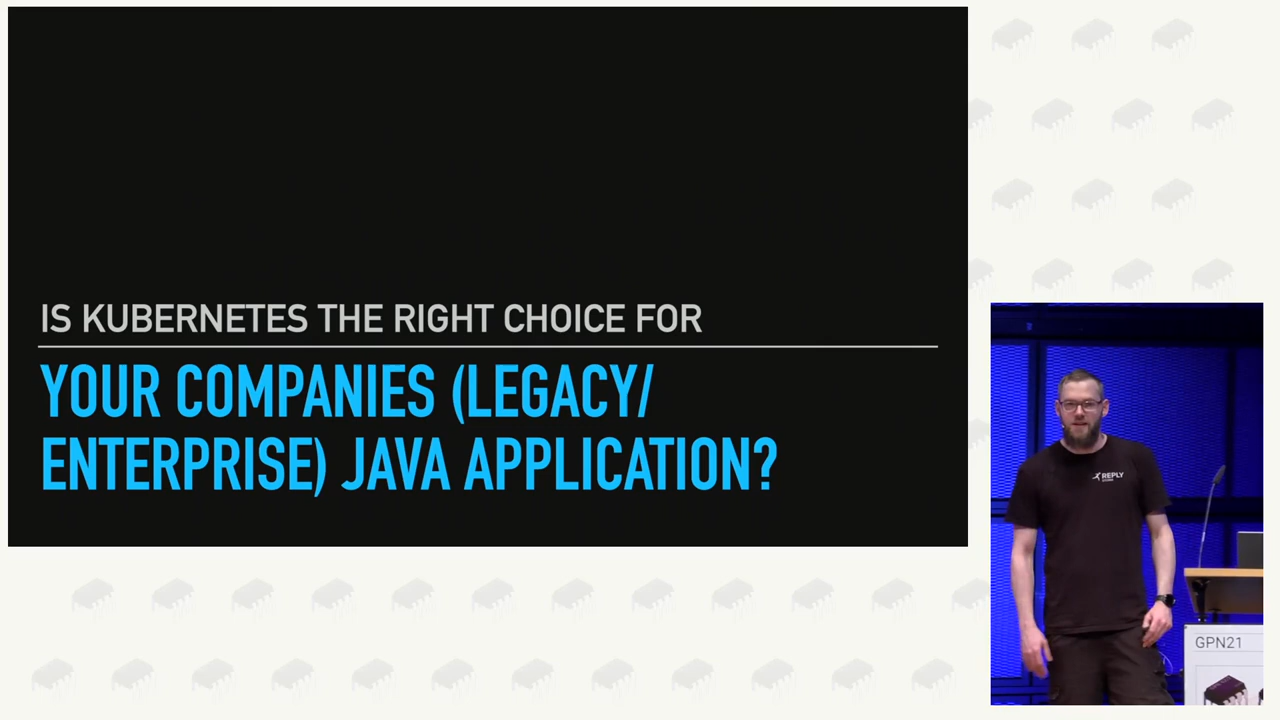 IS KUBERNETES THE RIGHT CHOICE FOR
YOUR COMPANIES (LEGACY/
ENTERPRISE) JAVA APPLICATION?
REPLY
GPN21